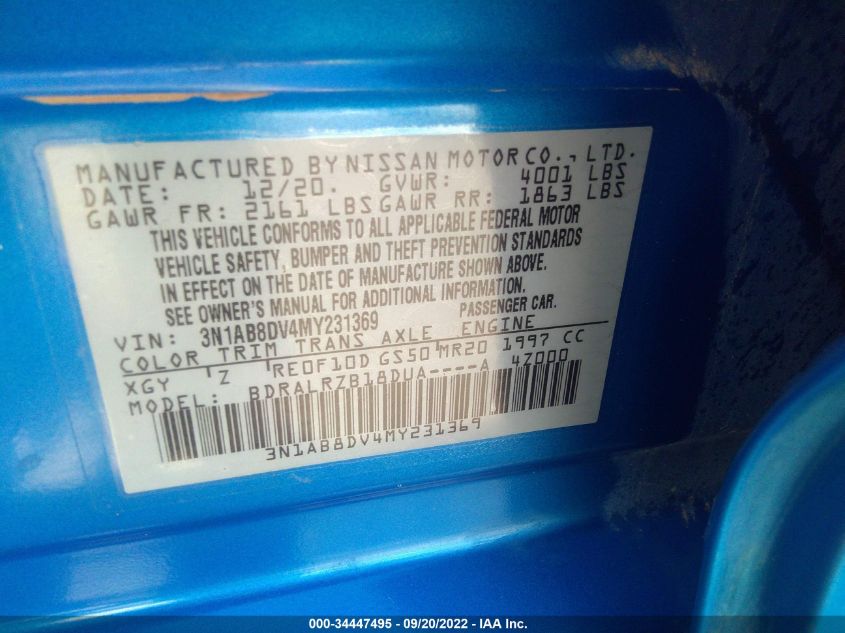 MANUFACTURED BY NISSAN MOTOR CO., LTD.
DATE: 12/20. GVWR: 4001 LBS
GAWR FR: 2161 LBS GAWR RR: 1863 LBS
THIS VEHICLE CONFORMS TO ALL APPLICABLE FEDERAL MOTOR
VEHICLE SAFETY, BUMPER AND THEFT PREVENTION STANDARDS
IN EFFECT ON THE DATE OF MANUFACTURE SHOWN ABOVE.
SEE OWNER'S MANUAL FOR ADDITIONAL INFORMATION.
VIN: 3N1AB8DV4MY231369 PASSENGER CAR.
COLOR TRIM TRANS AXLE ENGINE
XGY 'Z 'RE0F10D GS50 'MR20 1997 CC
MODEL: BDRALRZB18DUA----A 47000
3N1AB8DV4MY231369
000-34447495 - 09/20/2022 - IAA Inc.